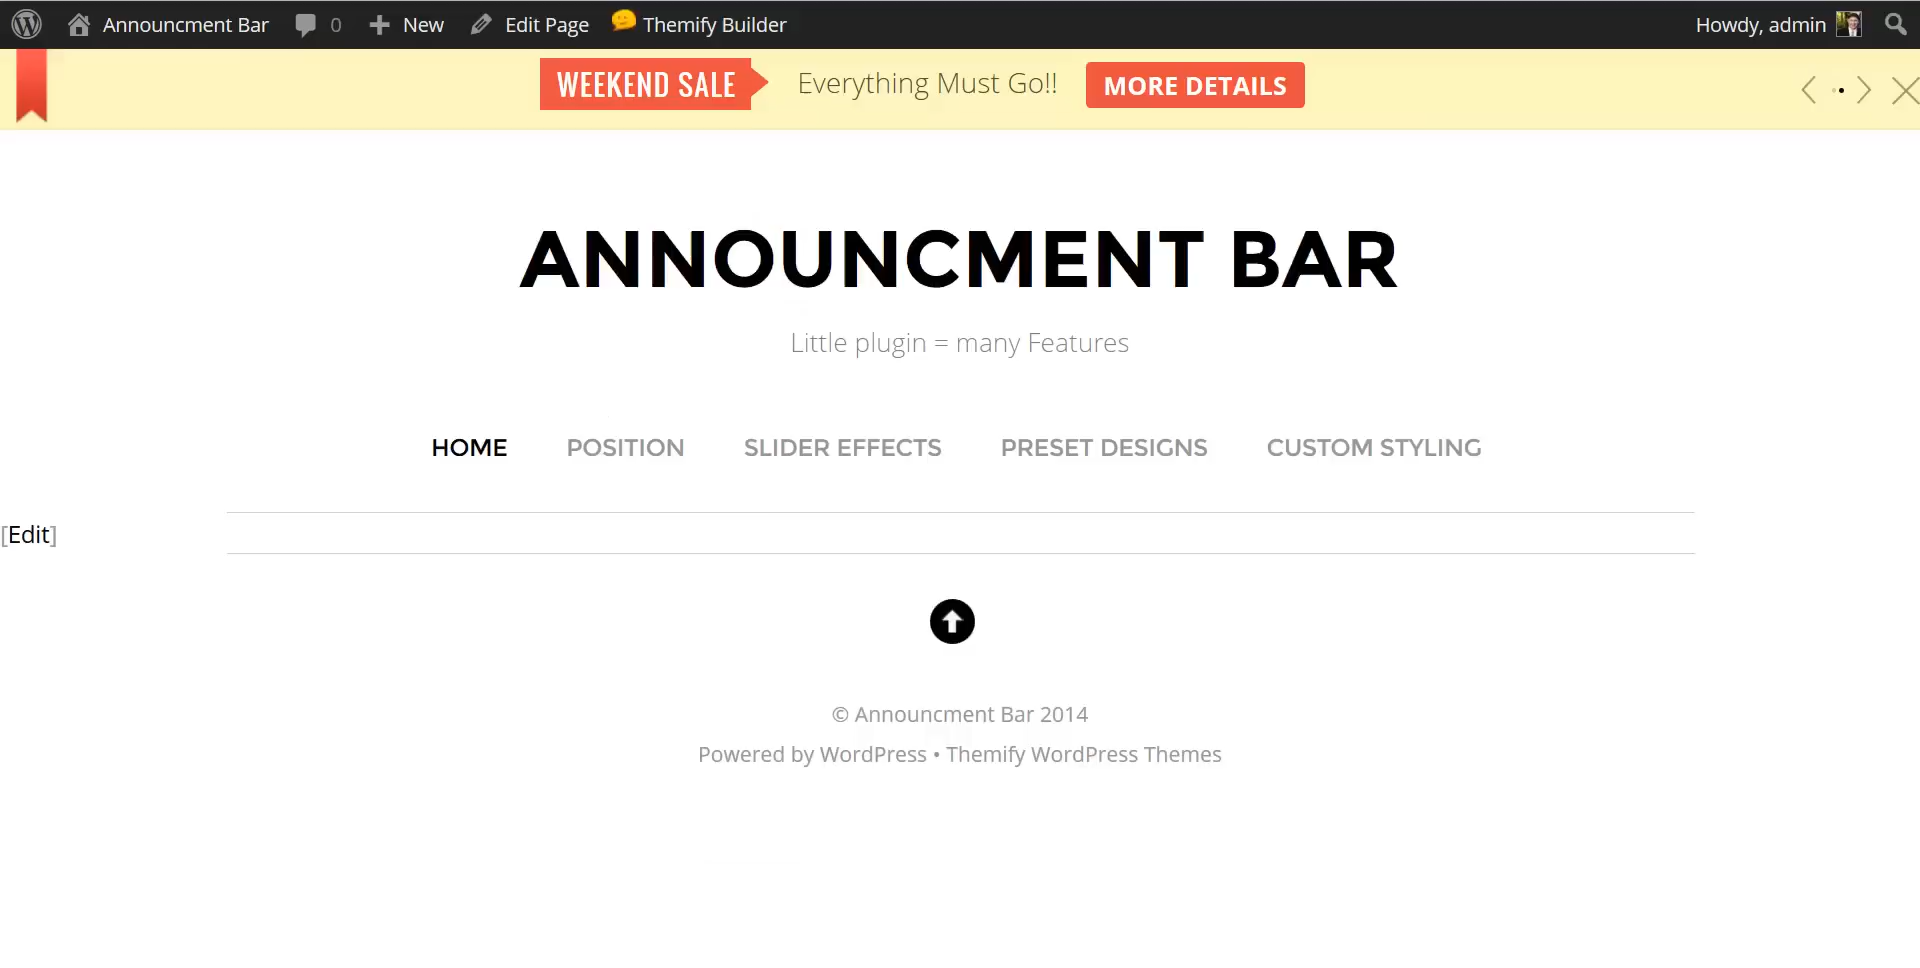 Announcment Bar 0 New Edit Page Themify Builder Howdy, admin
WEEKEND SALE Everything Must Go!! MORE DETAILS
ANNOUNCMENT BAR
Little plugin = many Features
HOME POSITION SLIDER EFFECTS PRESET DESIGNS CUSTOM STYLING
[Edit]
© Announcment Bar 2014
Powered by WordPress • Themify WordPress Themes